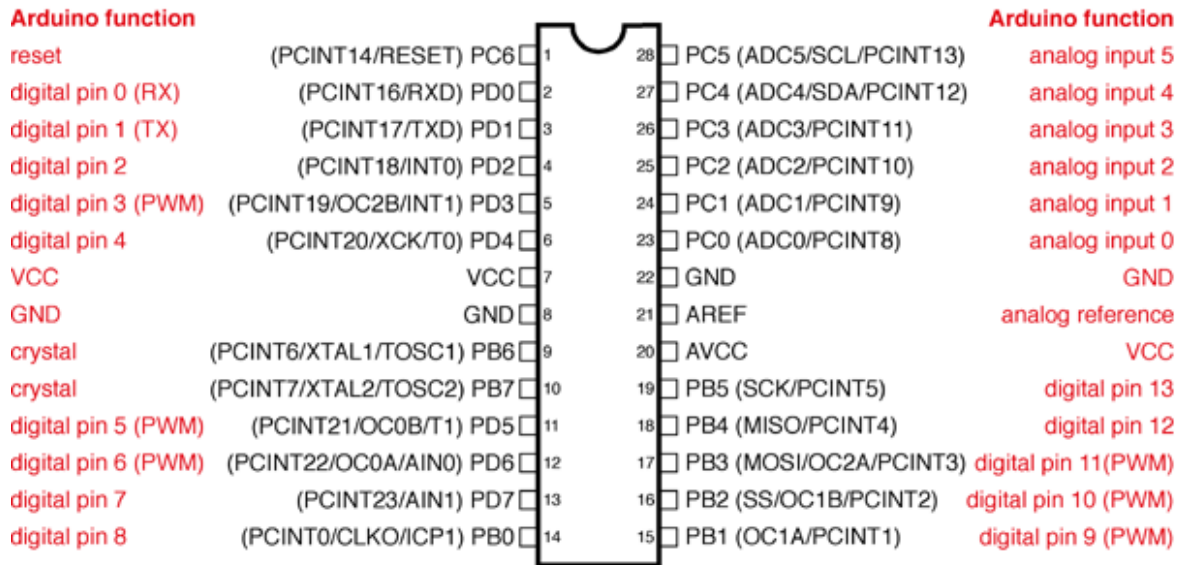 Arduino function Arduino function
reset (PCINT14/RESET) PC6 1 28 PC5 (ADC5/SCL/PCINT13) analog input 5
digital pin 0 (RX) (PCINT16/RXD) PD0 2 27 PC4 (ADC4/SDA/PCINT12) analog input 4
digital pin 1 (TX) (PCINT17/TXD) PD1 3 26 PC3 (ADC3/PCINT11) analog input 3
digital pin 2 (PCINT18/INT0) PD2 4 25 PC2 (ADC2/PCINT10) analog input 2
digital pin 3 (PWM) (PCINT19/OC2B/INT1) PD3 5 24 PC1 (ADC1/PCINT9) analog input 1
digital pin 4 (PCINT20/XCK/T0) PD4 6 23 PC0 (ADC0/PCINT8) analog input 0
VCC VCC 7 22 GND GND
GND GND 8 21 AREF analog reference
crystal (PCINT6/XTAL1/TOSC1) PB6 9 20 AVCC VCC
crystal (PCINT7/XTAL2/TOSC2) PB7 10 19 PB5 (SCK/PCINT5) digital pin 13
digital pin 5 (PWM) (PCINT21/OC0B/T1) PD5 11 18 PB4 (MISO/PCINT4) digital pin 12
digital pin 6 (PWM) (PCINT22/OC0A/AIN0) PD6 12 17 PB3 (MOSI/OC2A/PCINT3) digital pin 11(PWM)
digital pin 7 (PCINT23/AIN1) PD7 13 16 PB2 (SS/OC1B/PCINT2) digital pin 10 (PWM)
digital pin 8 (PCINT0/CLKO/ICP1) PB0 14 15 PB1 (OC1A/PCINT1) digital pin 9 (PWM)